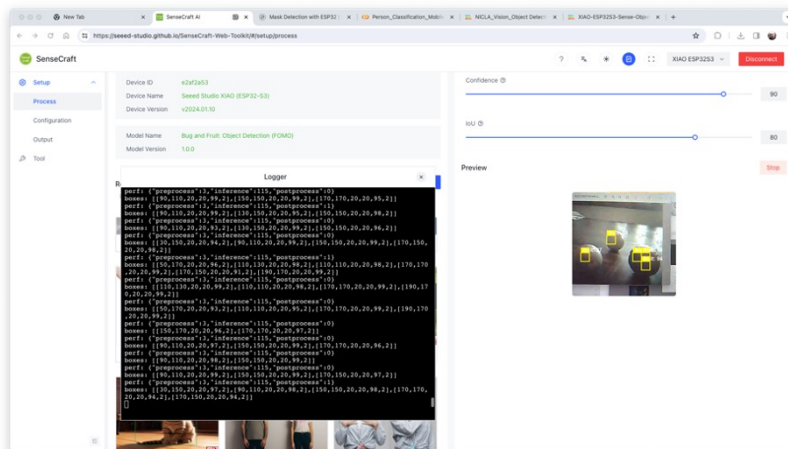 New Tab
SenseCraft AI
Mask Detection with ESP32
Person_Classification_Mobile
NICLA_Vision_Object Detect
XIAO-ESP32S3-Sense-Obje
https://seeed-studio.github.io/SenseCraft-Web-Toolkit/#/setup/process
SenseCraft
XIAO ESP32S3
Disconnect
Setup
Process
Configuration
Output
Tool
Device ID e2af2a53
Device Name Seeed Studio XIAO (ESP32-S3)
Device Version v2024.01.10
Model Name Bug and Fruit: Object Detection (FOMO)
Model Version 1.0.0
Confidence
90
IoU
80
Preview
Stop
Logger
perf: {"preprocess":3,"inference":115,"postprocess":0}
boxes: [[90,110,20,20,99,2],[150,150,20,20,99,2],[170,170,20,20,95,2]]
perf: {"preprocess":3,"inference":115,"postprocess":1}
boxes: [[90,110,20,20,99,2],[130,150,20,20,95,2],[150,150,20,20,98,2]]
perf: {"preprocess":3,"inference":115,"postprocess":0}
boxes: [[90,110,20,20,93,2],[130,150,20,20,99,2],[150,150,20,20,96,2]]
perf: {"preprocess":3,"inference":115,"postprocess":0}
boxes: [[30,150,20,20,94,2],[90,110,20,20,99,2],[150,150,20,20,99,2],[170,150,
20,20,98,2]]
perf: {"preprocess":3,"inference":115,"postprocess":1}
boxes: [[50,170,20,20,96,2],[110,130,20,20,98,2],[110,110,20,20,98,2],[170,170
,20,20,99,2],[170,150,20,20,91,2],[190,170,20,20,99,2]]
perf: {"preprocess":3,"inference":115,"postprocess":0}
boxes: [[110,130,20,20,99,2],[110,110,20,20,98,2],[170,170,20,20,99,2],[190,17
0,20,20,99,2]]
perf: {"preprocess":3,"inference":115,"postprocess":0}
boxes: [[50,170,20,20,93,2],[110,110,20,20,95,2],[170,170,20,20,99,2],[190,170
,20,20,99,2]]
perf: {"preprocess":3,"inference":115,"postprocess":0}
boxes: [[150,170,20,20,96,2],[170,170,20,20,97,2]]
perf: {"preprocess":3,"inference":115,"postprocess":0}
boxes: [[90,110,20,20,97,2],[150,150,20,20,99,2],[170,170,20,20,96,2]]
perf: {"preprocess":3,"inference":115,"postprocess":0}
boxes: [[90,110,20,20,98,2],[150,150,20,20,99,2]]
perf: {"preprocess":3,"inference":115,"postprocess":0}
boxes: [[90,110,20,20,99,2],[150,150,20,20,99,2],[170,150,20,20,97,2]]
perf: {"preprocess":3,"inference":115,"postprocess":1}
boxes: [[30,150,20,20,97,2],[90,110,20,20,98,2],[150,150,20,20,98,2],[170,170,
20,20,94,2],[170,150,20,20,94,2]]